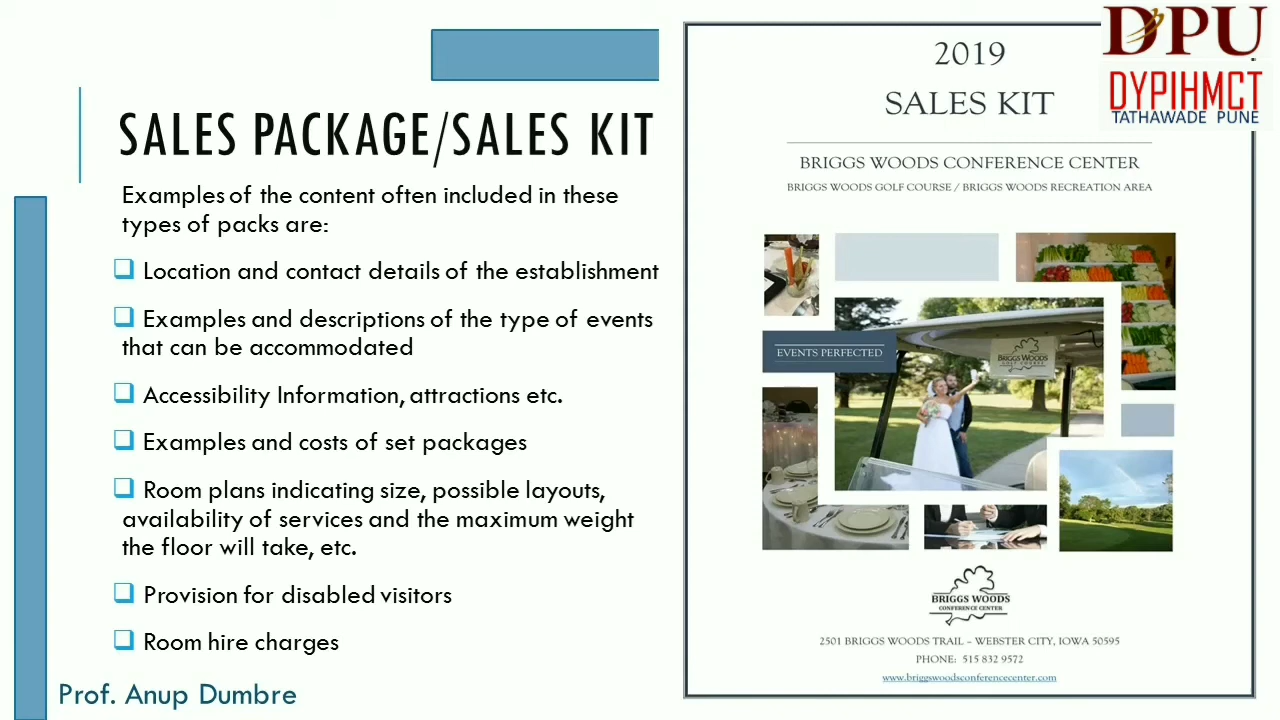 SALES PACKAGE/SALES KIT
Examples of the content often included in these
types of packs are:
Location and contact details of the establishment
Examples and descriptions of the type of events
that can be accommodated
Accessibility Information, attractions etc.
Examples and costs of set packages
Room plans indicating size, possible layouts,
availability of services and the maximum weight
the floor will take, etc.
Provision for disabled visitors
Room hire charges
Prof. Anup Dumbre
2019
SALES KIT
BRIGGS WOODS CONFERENCE CENTER
BRIGGS WOODS GOLF COURSE / BRIGGS WOODS RECREATION AREA
EVENTS PERFECTED
BRIGGS WOODS
GOLF COURSE
BRIGGS WOODS
CONFERENCE CENTER
2501 BRIGGS WOODS TRAIL – WEBSTER CITY, IOWA 50595
PHONE: 515 832 9572
www.briggswoodsconferencecenter.com
DPU
DYPIHMCT
TATHAWADE PUNE